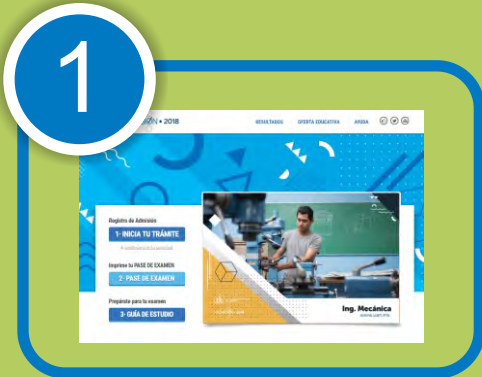 1
• 2018
RESULTADOS OFERTA EDUCATIVA AYUDA
Registro de Admisión
1- INICIA TU TRÁMITE
Imprime tu PASE DE EXAMEN
2- PASE DE EXAMEN
Prepárate para tu examen
3- GUÍA DE ESTUDIO
Ing. Mecánica